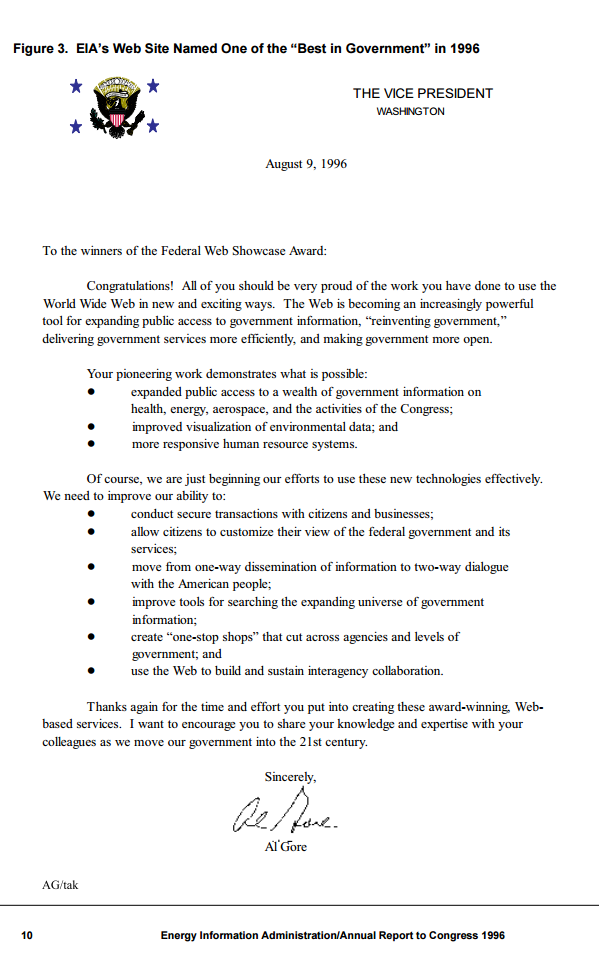 Figure 3.  EIA's Web Site Named One of the “Best in Government” in 1996
THE VICE PRESIDENT
WASHINGTON
August 9, 1996
To the winners of the Federal Web Showcase Award:
Congratulations!  All of you should be very proud of the work you have done to use the
World Wide Web in new and exciting ways.  The Web is becoming an increasingly powerful
tool for expanding public access to government information, “reinventing government,”
delivering government services more efficiently, and making government more open.
Your pioneering work demonstrates what is possible:
● expanded public access to a wealth of government information on
health, energy, aerospace, and the activities of the Congress;
● improved visualization of environmental data; and
● more responsive human resource systems.
Of course, we are just beginning our efforts to use these new technologies effectively.
We need to improve our ability to:
● conduct secure transactions with citizens and businesses;
● allow citizens to customize their view of the federal government and its
services;
● move from one-way dissemination of information to two-way dialogue
with the American people;
● improve tools for searching the expanding universe of government
information;
● create “one-stop shops” that cut across agencies and levels of
government; and
● use the Web to build and sustain interagency collaboration.
Thanks again for the time and effort you put into creating these award-winning, Web-
based services.  I want to encourage you to share your knowledge and expertise with your
colleagues as we move our government into the 21st century.
Sincerely,
Al Gore.
Al Gore
AG/tak
10 Energy Information Administration/Annual Report to Congress 1996